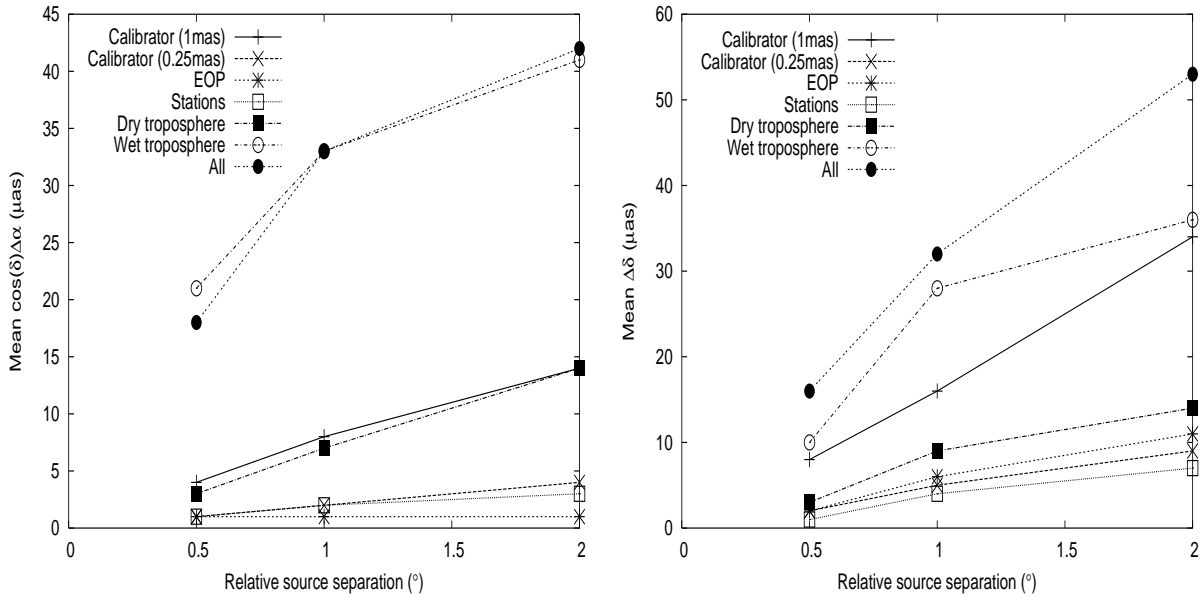 45
40
35
30
25
20
15
10
5
0
Mean cos(δ)Δα (μas)
Calibrator (1mas)
Calibrator (0.25mas)
EOP
Stations
Dry troposphere
Wet troposphere
All
0 0.5 1 1.5 2
Relative source separation (°)
60
50
40
30
20
10
0
Mean Δδ (μas)
Calibrator (1mas)
Calibrator (0.25mas)
EOP
Stations
Dry troposphere
Wet troposphere
All
0 0.5 1 1.5 2
Relative source separation (°)